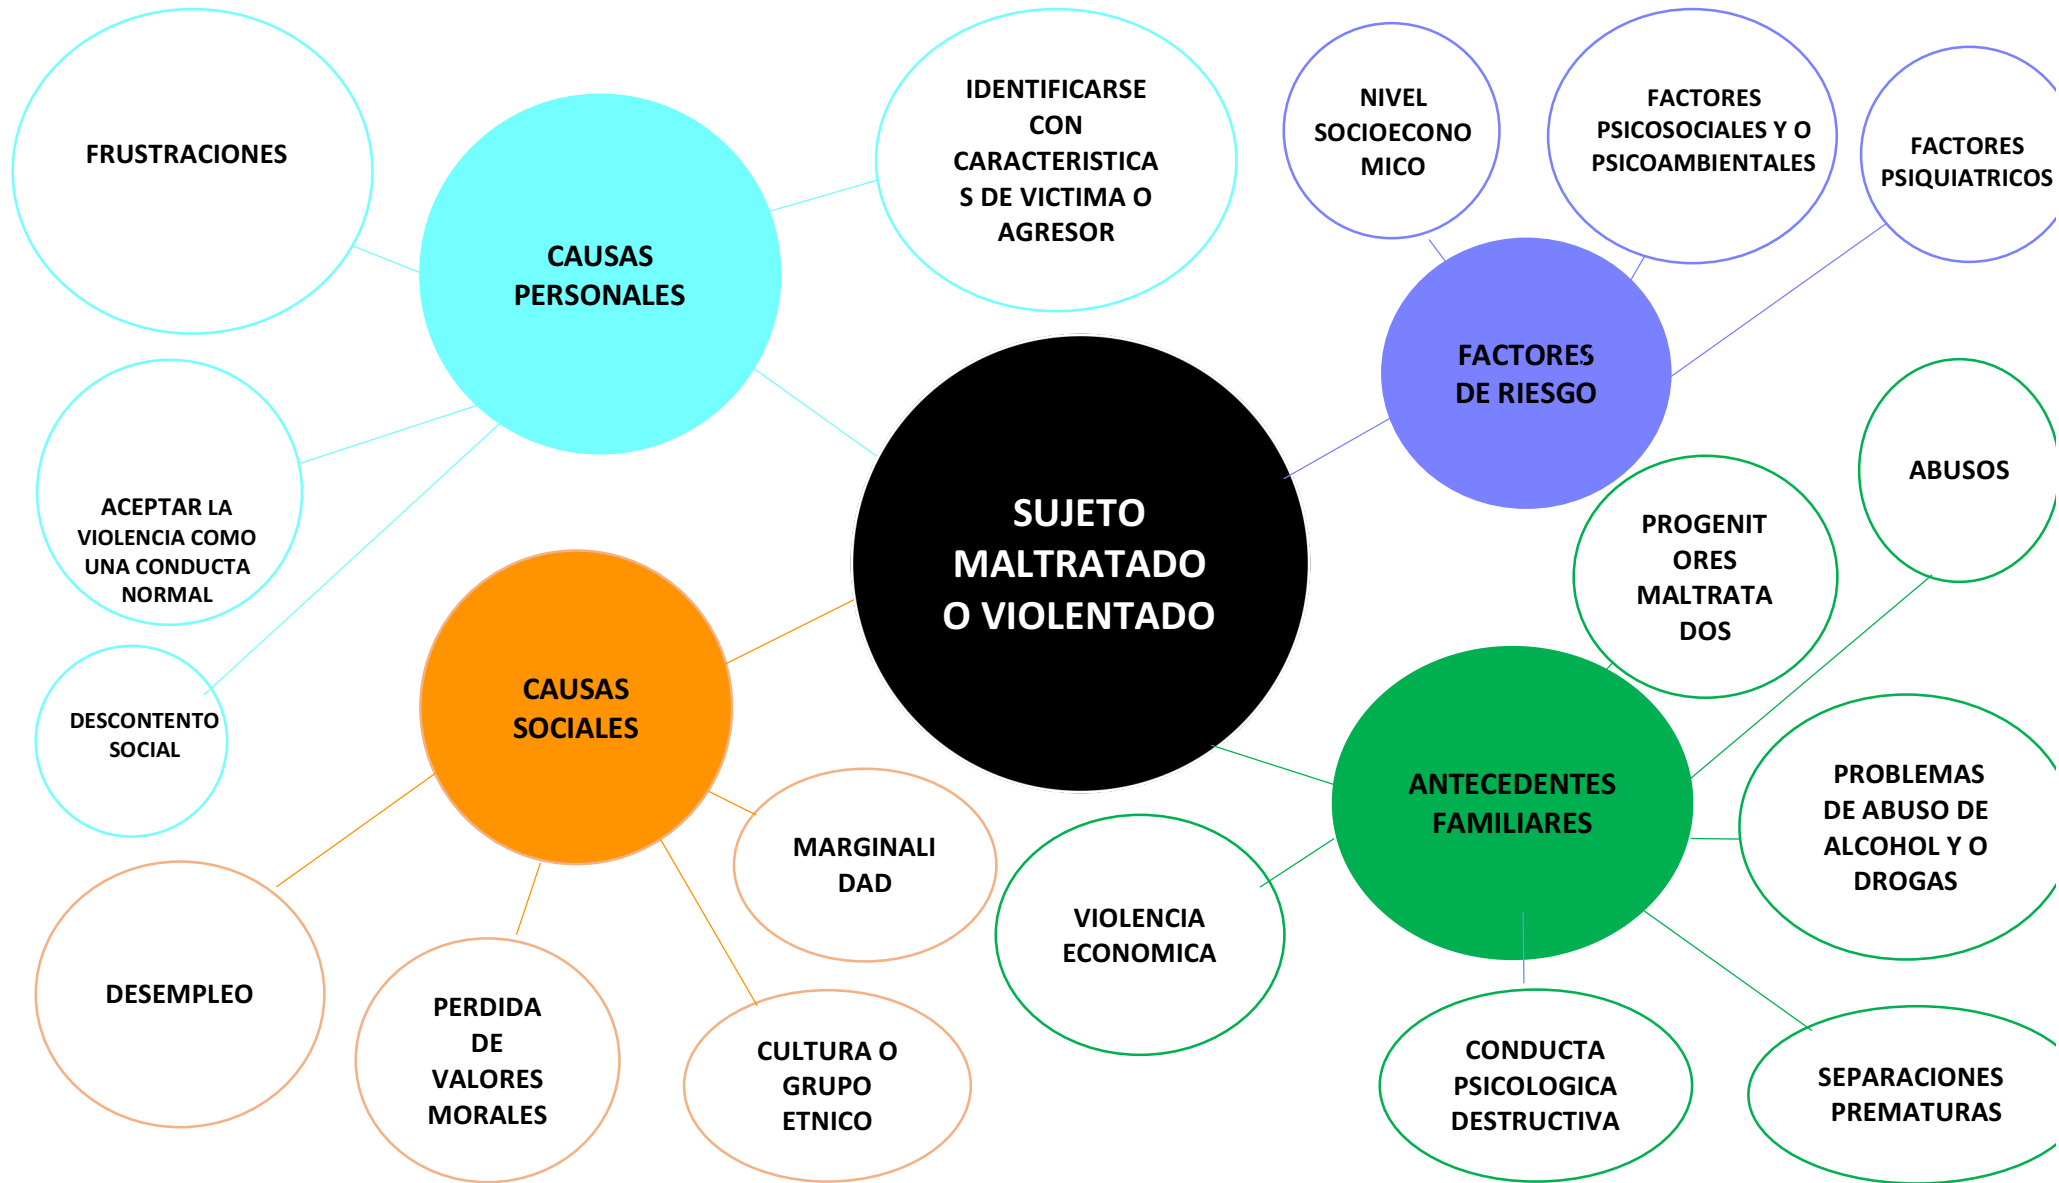 FRUSTRACIONES
CAUSAS
PERSONALES
IDENTIFICARSE
CON
CARACTERISTICA
S DE VICTIMA O
AGRESOR
ACEPTAR LA
VIOLENCIA COMO
UNA CONDUCTA
NORMAL
DESCONTENTO
SOCIAL
NIVEL
SOCIOECONO
MICO
FACTORES
PSICOSOCIALES Y O
PSICOAMBIENTALES
FACTORES
PSIQUIATRICOS
FACTORES
DE RIESGO
SUJETO
MALTRATADO
O VIOLENTADO
PROGENIT
ORES
MALTRATA
DOS
ABUSOS
CAUSAS
SOCIALES
DESEMPLEO
PERDIDA
DE
VALORES
MORALES
CULTURA O
GRUPO
ETNICO
MARGINALI
DAD
ANTECEDENTES
FAMILIARES
VIOLENCIA
ECONOMICA
CONDUCTA
PSICOLOGICA
DESTRUCTIVA
PROBLEMAS
DE ABUSO DE
ALCOHOL Y O
DROGAS
SEPARACIONES
PREMATURAS